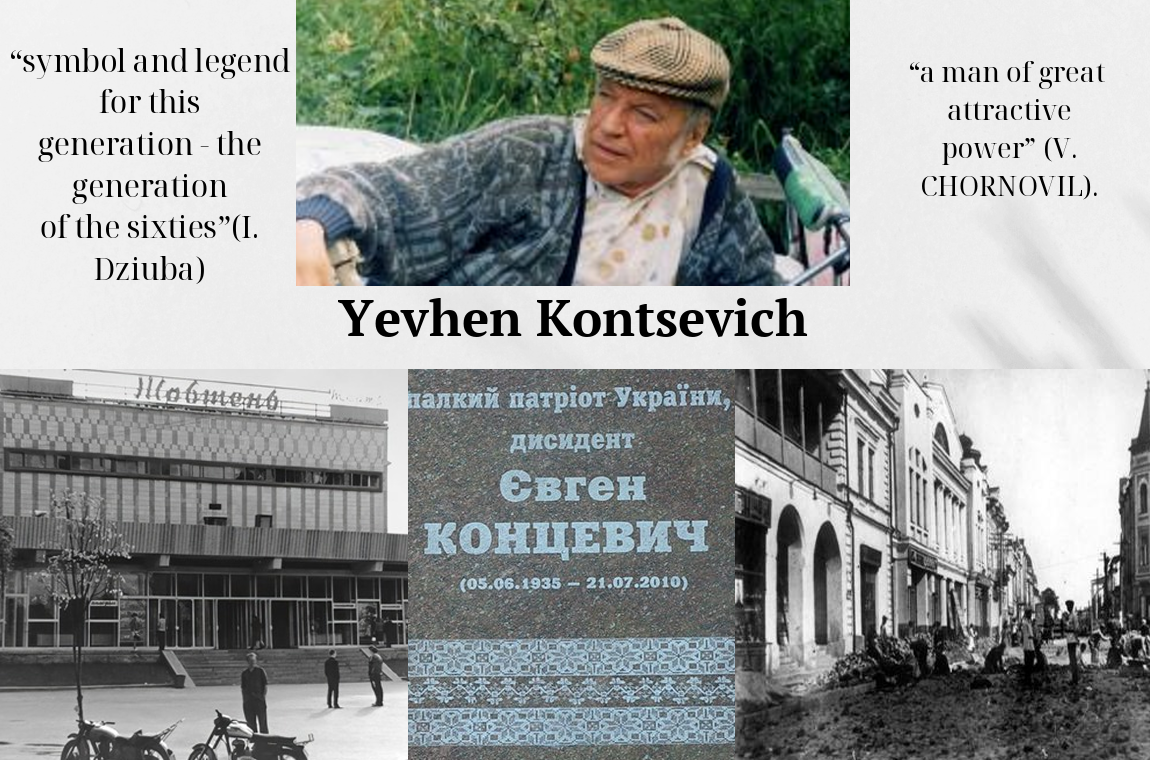 “symbol and legend
for this
generation - the
generation
of the sixties”(I.
Dziuba)
“a man of great
attractive
power” (V.
CHORNOVIL).
Yevhen Kontsevich
Жовтень
палкий патріот України,
дисидент
Євген
КОНЦЕВИЧ
(05.06.1935 – 21.07.2010)